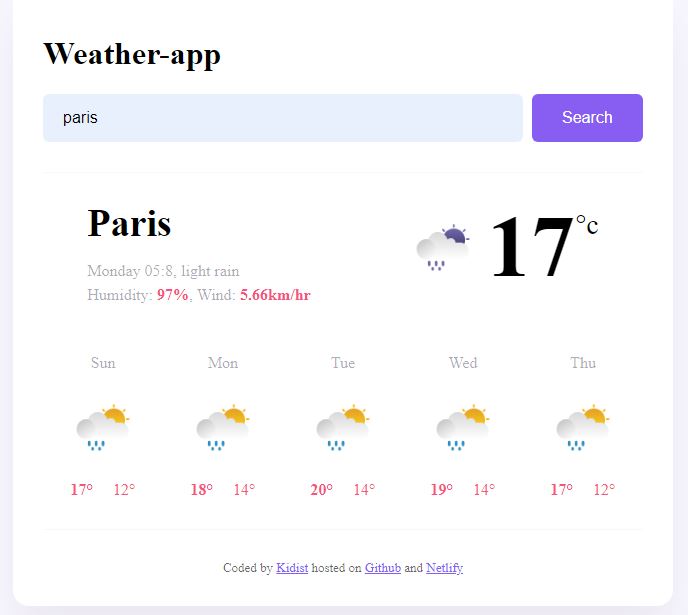 Weather-app
paris
Search
Paris
17°c
Monday 05:8, light rain
Humidity: 97%, Wind: 5.66km/hr
Sun Mon Tue Wed Thu
17° 12° 18° 14° 20° 14° 19° 14° 17° 12°
Coded by Kidist hosted on Github and Netlify